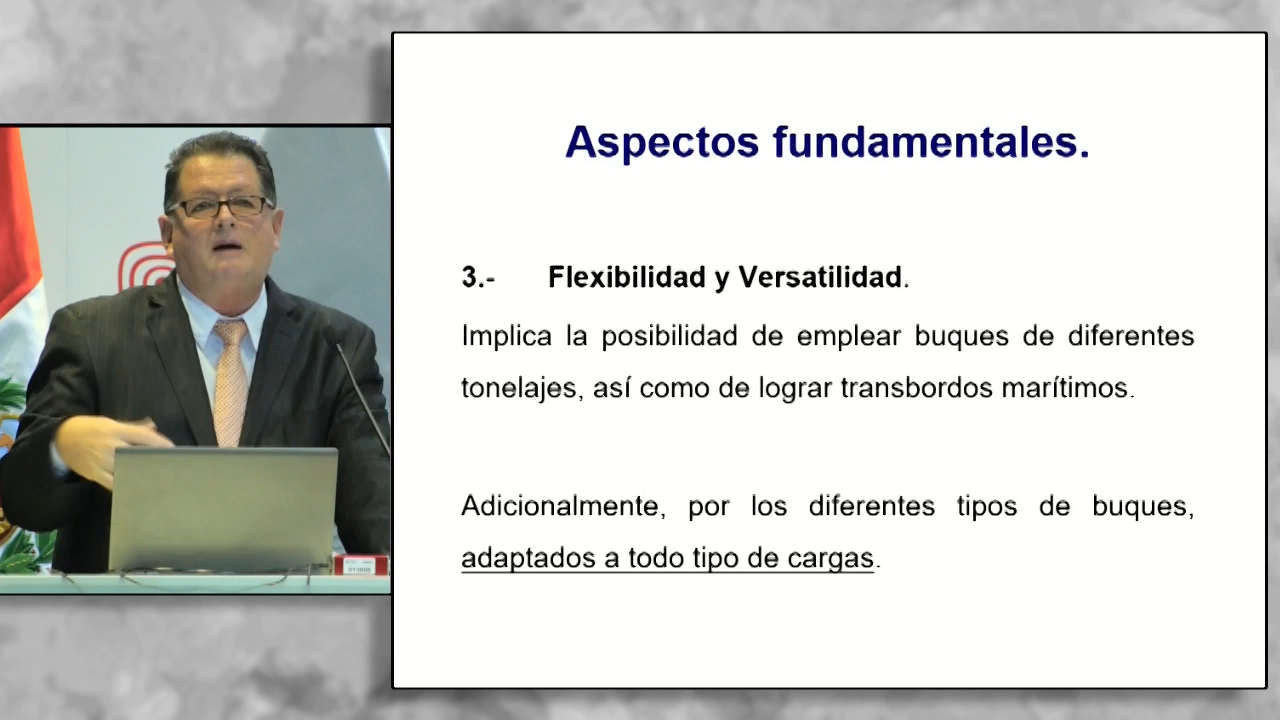 Aspectos fundamentales.
3.- Flexibilidad y Versatilidad.
Implica la posibilidad de emplear buques de diferentes
tonelajes, así como de lograr transbordos marítimos.
Adicionalmente, por los diferentes tipos de buques,
adaptados a todo tipo de cargas.